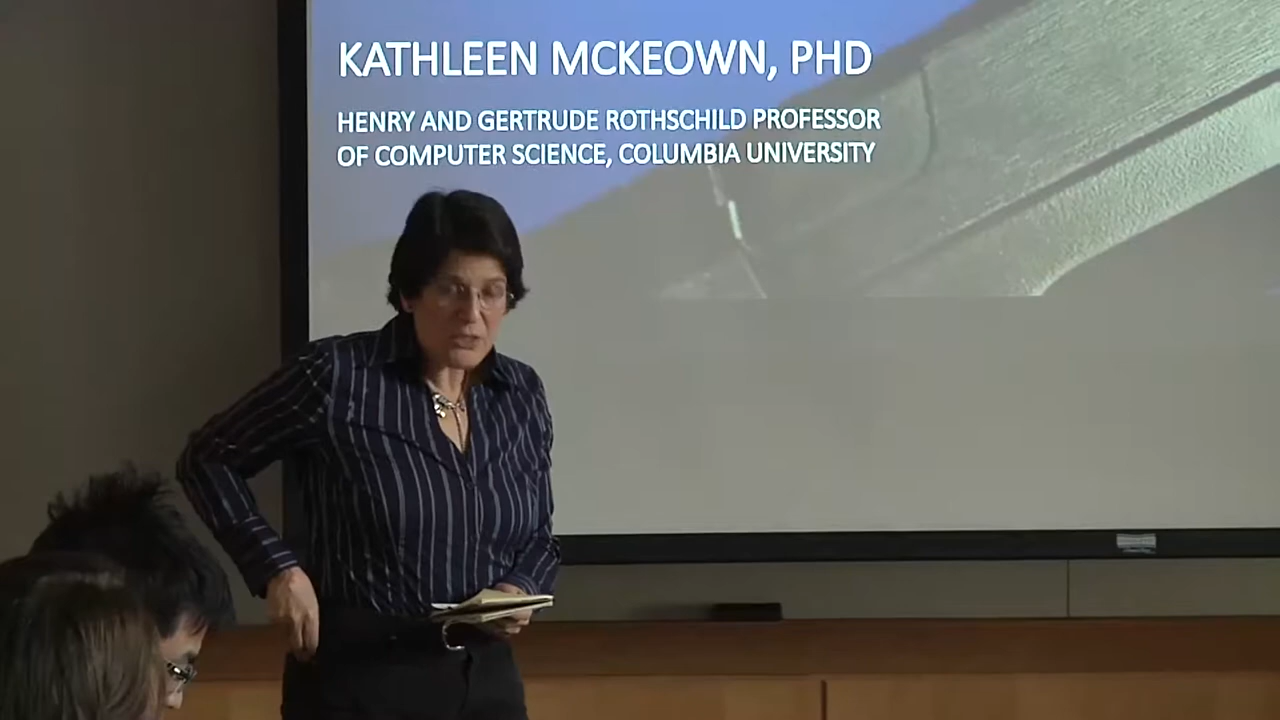 KATHLEEN MCKEOWN, PHD
HENRY AND GERTRUDE ROTHSCHILD PROFESSOR
OF COMPUTER SCIENCE, COLUMBIA UNIVERSITY